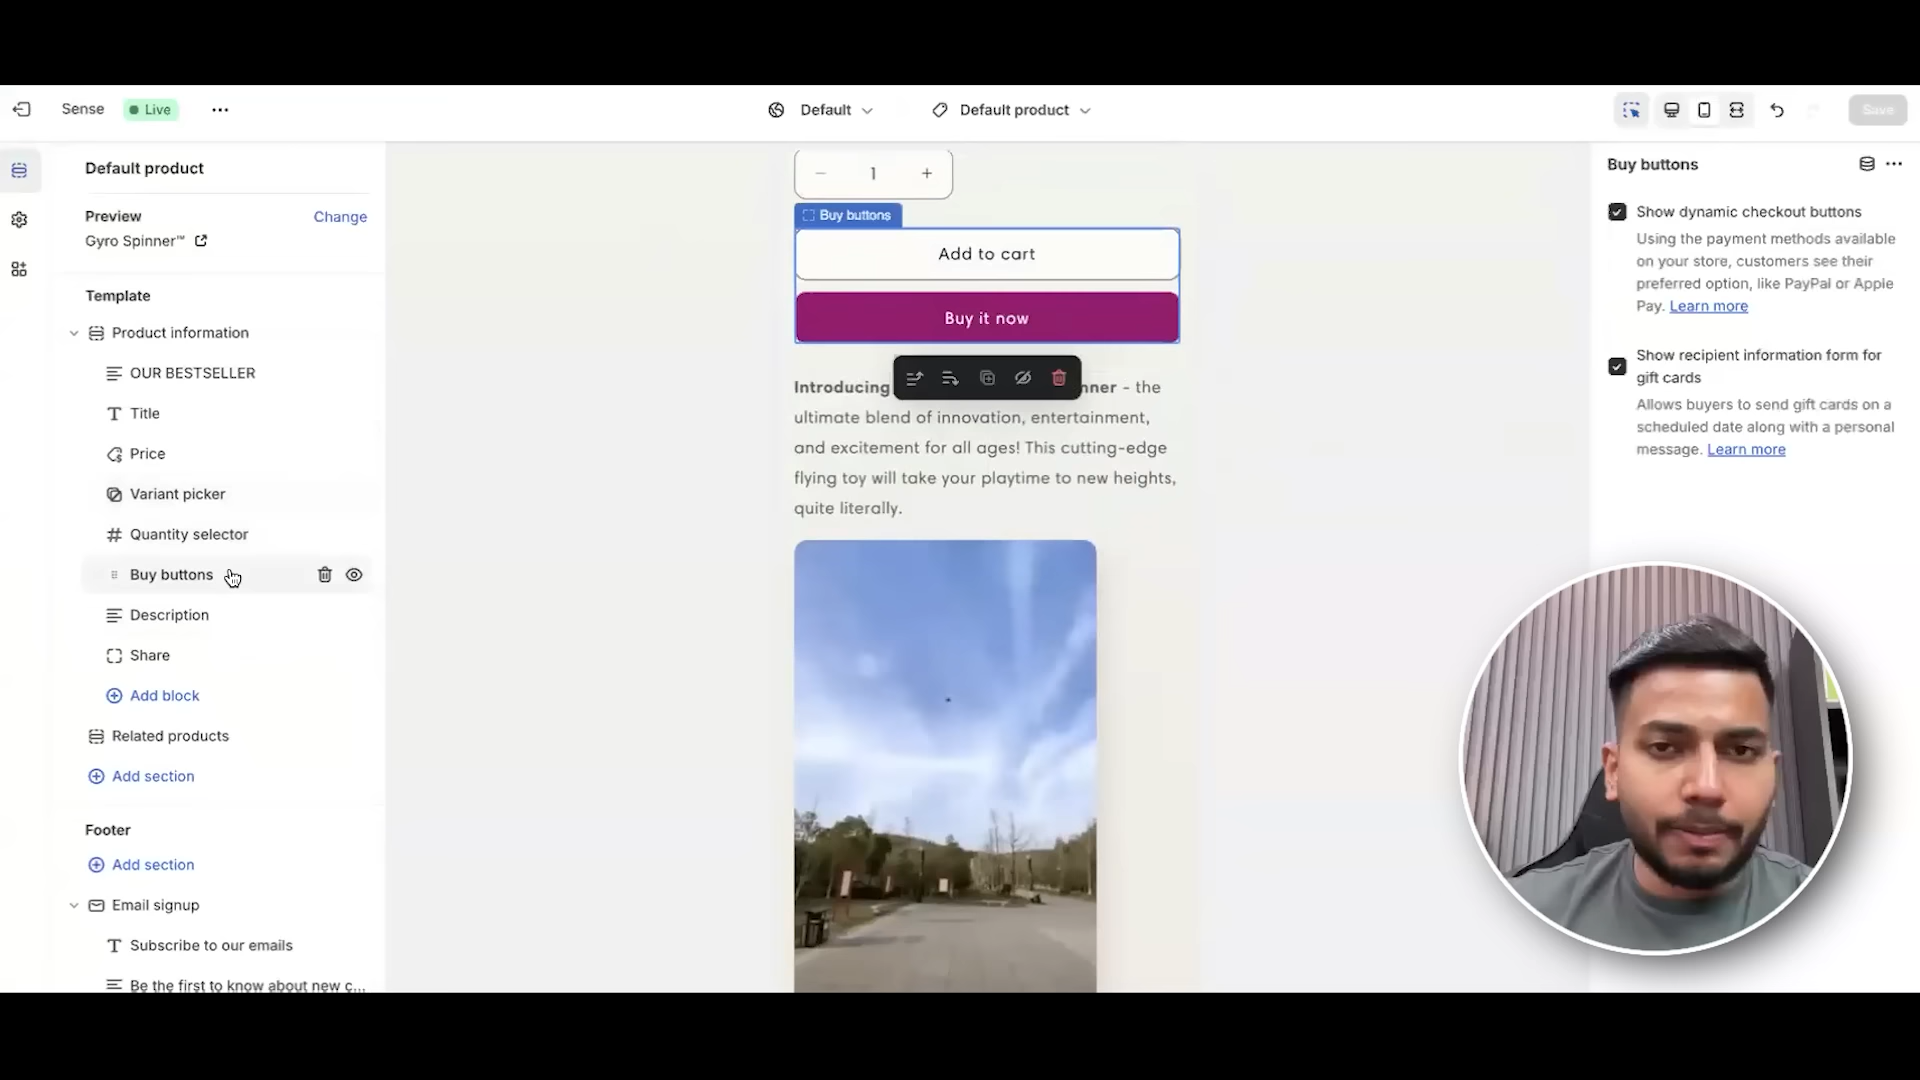 Sense
Live
Default
Default product
Save
Default product
Preview
Change
Gyro Spinner™
Template
Product information
OUR BESTSELLER
Title
Price
Variant picker
Quantity selector
Buy buttons
Description
Share
Add block
Related products
Add section
Footer
Add section
Email signup
Subscribe to our emails
Be the first to know about new c...
1
Buy buttons
Add to cart
Buy it now
Introducing nner - the
ultimate blend of innovation, entertainment,
and excitement for all ages! This cutting-edge
flying toy will take your playtime to new heights,
quite literally.
Buy buttons
Show dynamic checkout buttons
Using the payment methods available
on your store, customers see their
preferred option, like PayPal or Apple
Pay. Learn more
Show recipient information form for
gift cards
Allows buyers to send gift cards on a
scheduled date along with a personal
message. Learn more